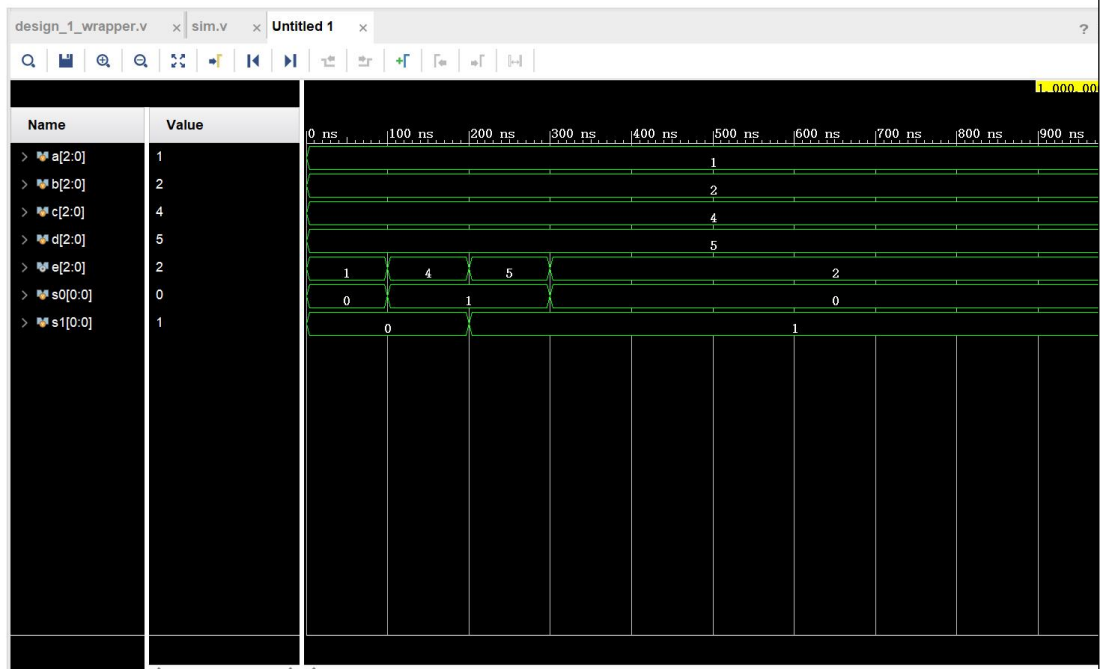 design_1_wrapper.v × sim.v × Untitled 1 × ?
1,000,00
Name Value 0 ns 100 ns 200 ns 300 ns 400 ns 500 ns 600 ns 700 ns 800 ns 900 ns
> a[2:0] 1 1
> b[2:0] 2 2
> c[2:0] 4 4
> d[2:0] 5 5
> e[2:0] 2 1 4 5 2
> s0[0:0] 0 0 1 0
> s1[0:0] 1 0 1